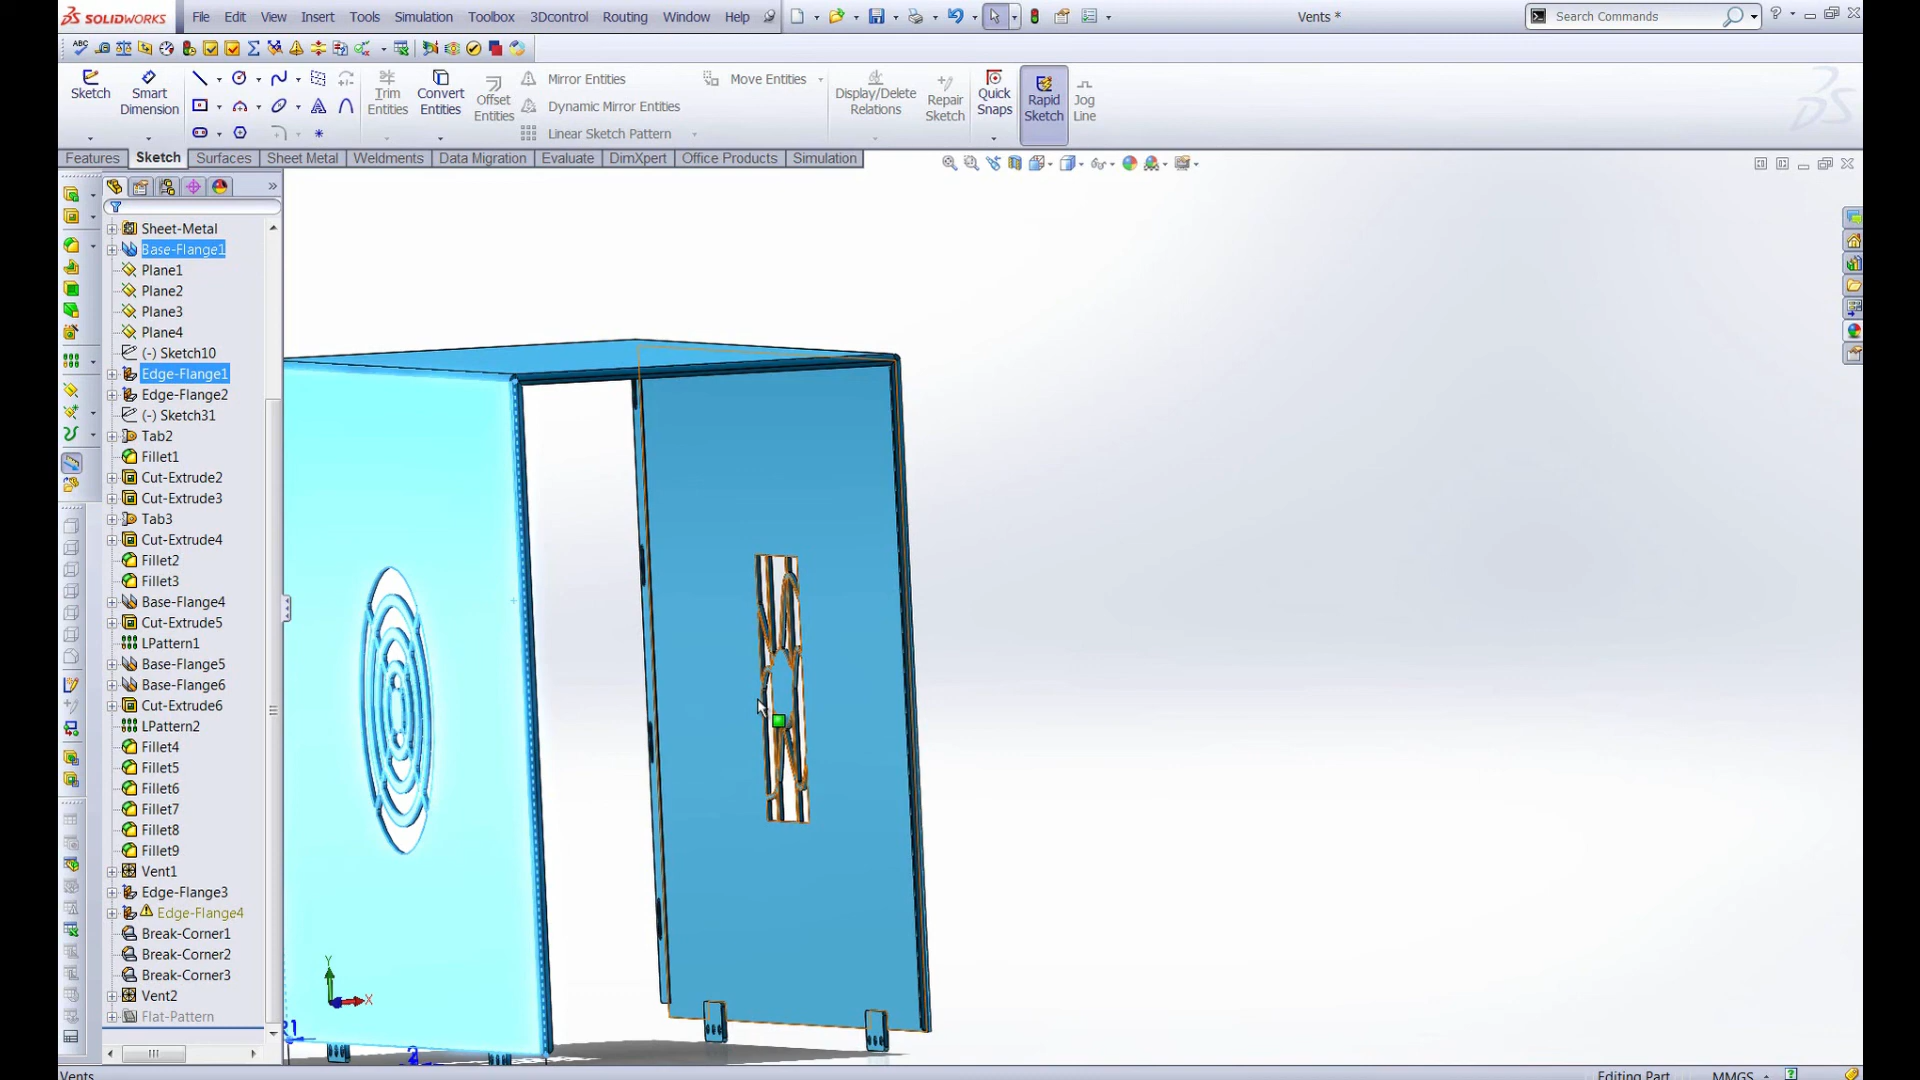 SOLIDWORKS File Edit View Insert Tools Simulation Toolbox 3Dcontrol Routing Window Help Vents * Search Commands
Sketch Smart Dimension Trim Entities Convert Entities Offset Entities Mirror Entities Dynamic Mirror Entities Linear Sketch Pattern Move Entities Display/Delete Relations Repair Sketch Quick Snaps Rapid Sketch Jog Line
Features Sketch Surfaces Sheet Metal Weldments Data Migration Evaluate DimXpert Office Products Simulation
Sheet-Metal
Base-Flange1
Plane1
Plane2
Plane3
Plane4
(-) Sketch10
Edge-Flange1
Edge-Flange2
(-) Sketch31
Tab2
Fillet1
Cut-Extrude2
Cut-Extrude3
Tab3
Cut-Extrude4
Fillet2
Fillet3
Base-Flange4
Cut-Extrude5
LPattern1
Base-Flange5
Base-Flange6
Cut-Extrude6
LPattern2
Fillet4
Fillet5
Fillet6
Fillet7
Fillet8
Fillet9
Vent1
Edge-Flange3
Edge-Flange4
Break-Corner1
Break-Corner2
Break-Corner3
Vent2
Flat-Pattern
Y
X
Vents Editing Part MMGS